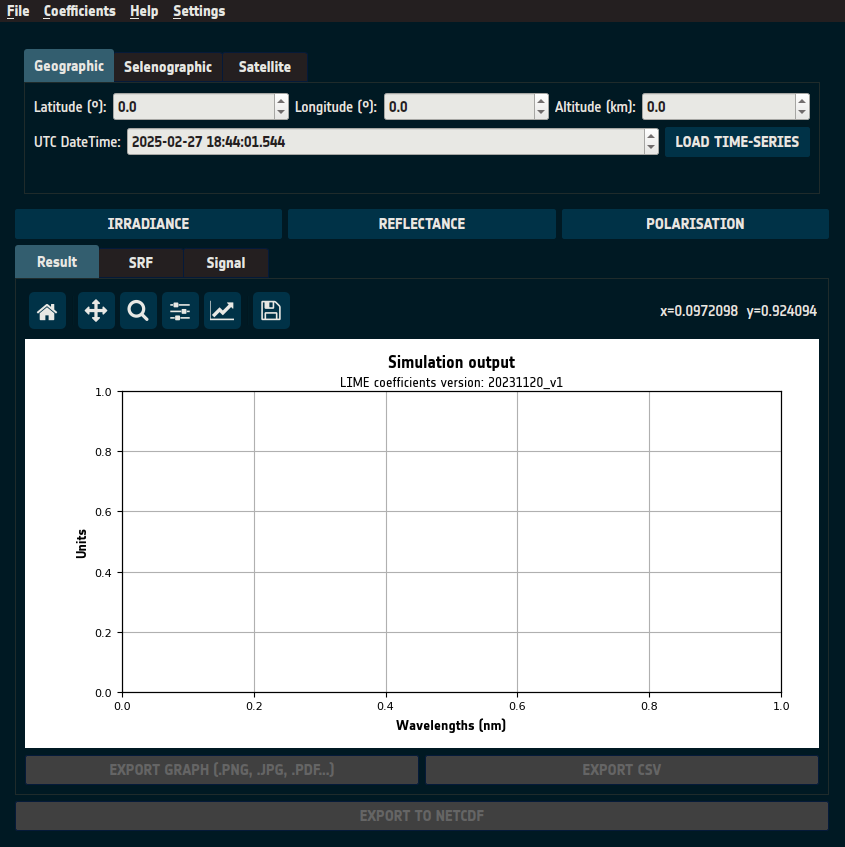 File Coefficients Help Settings
Geographic Selenographic Satellite
Latitude (º): 0.0 Longitude (º): 0.0 Altitude (km): 0.0
UTC DateTime: 2025-02-27 18:44:01.544 LOAD TIME-SERIES
IRRADIANCE REFLECTANCE POLARISATION
Result SRF Signal
x=0.0972098 y=0.924094
Simulation output
LIME coefficients version: 20231120_v1
1.0
0.8
0.6
Units
0.4
0.2
0.0
0.0 0.2 0.4 0.6 0.8 1.0
Wavelengths (nm)
EXPORT GRAPH (.PNG, .JPG, .PDF...) EXPORT CSV
EXPORT TO NETCDF